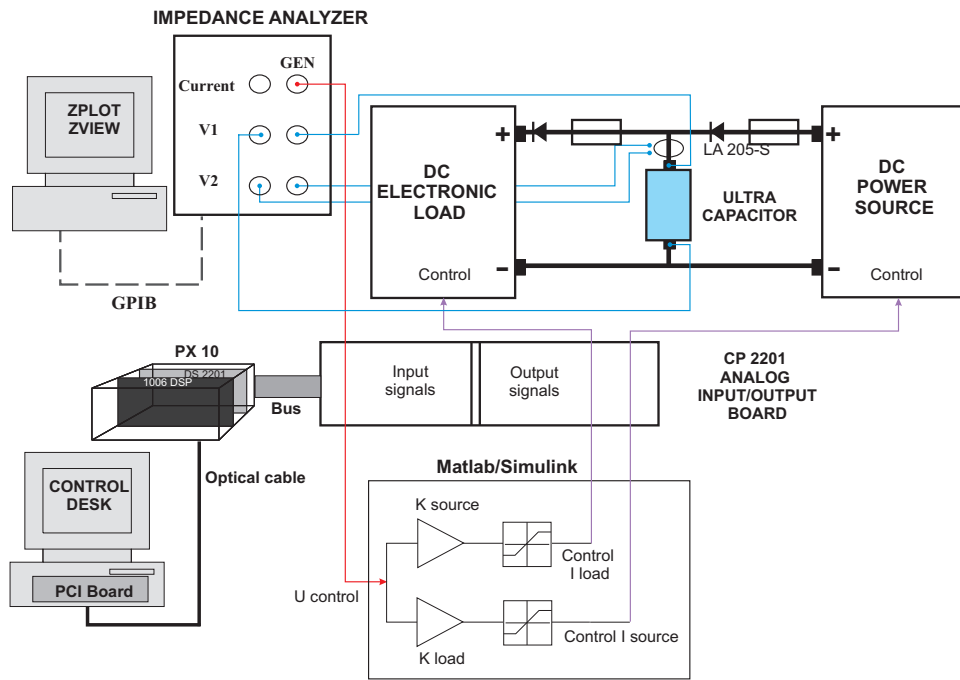 IMPEDANCE ANALYZER
GEN
Current
V1
V2
ZPLOT
ZVIEW
GPIB
DC
ELECTRONIC
LOAD
Control
+
−
LA 205-S
ULTRA
CAPACITOR
+
−
DC
POWER
SOURCE
Control
PX 10
DS 2201
1006 DSP
Bus
Input
signals
Output
signals
CP 2201
ANALOG
INPUT/OUTPUT
BOARD
Optical cable
CONTROL
DESK
PCI Board
Matlab/Simulink
K source
Control
I load
U control
K load
Control I source